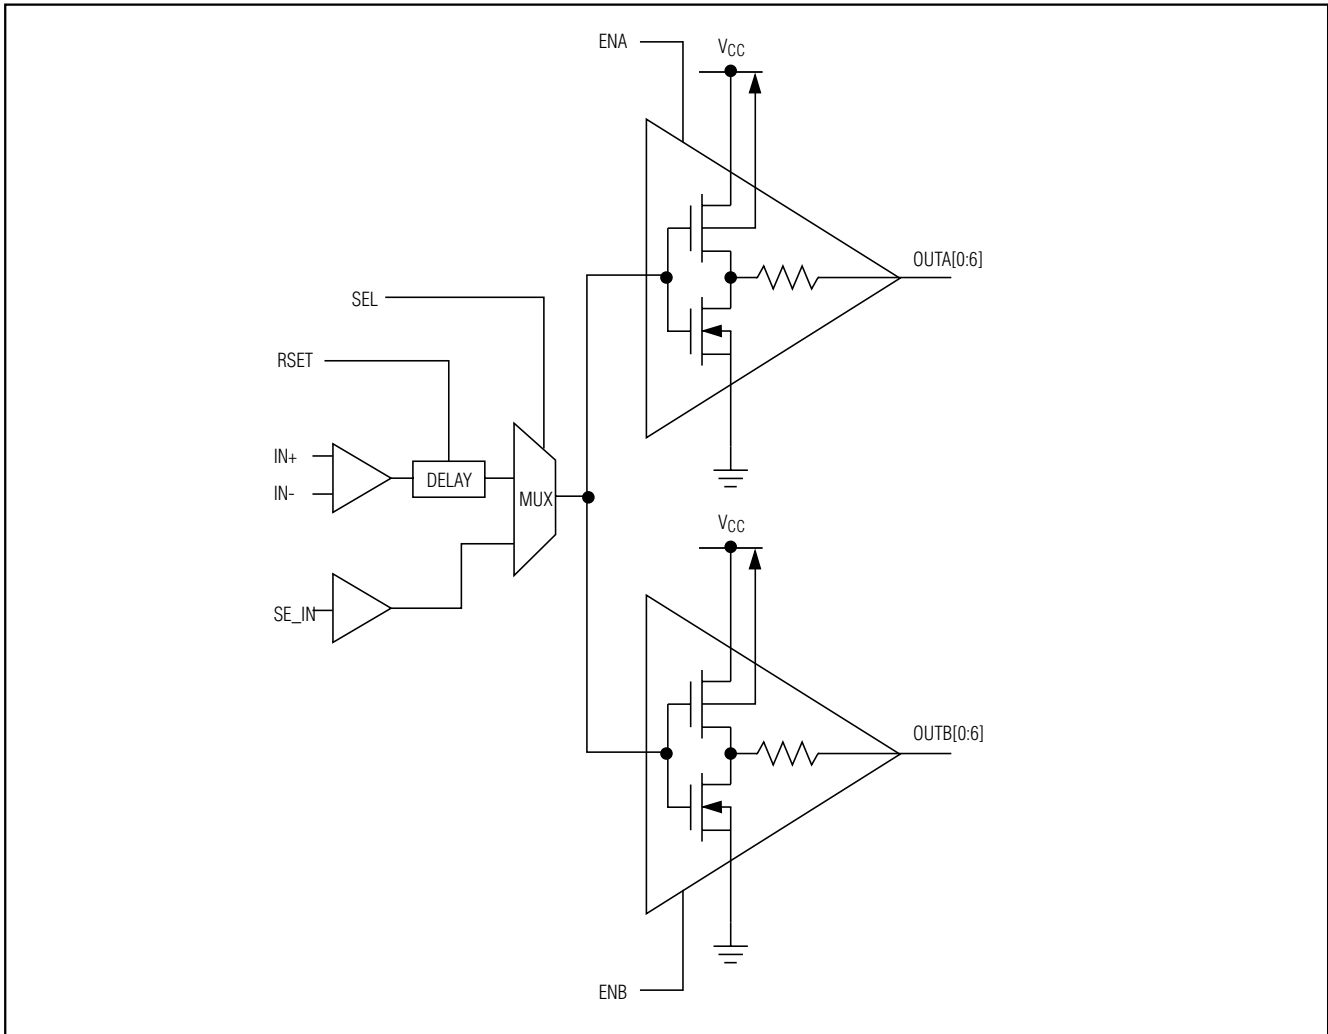 ENA
VCC
OUTA[0:6]
SEL
RSET
IN+
IN-
DELAY
MUX
SE_IN
VCC
OUTB[0:6]
ENB